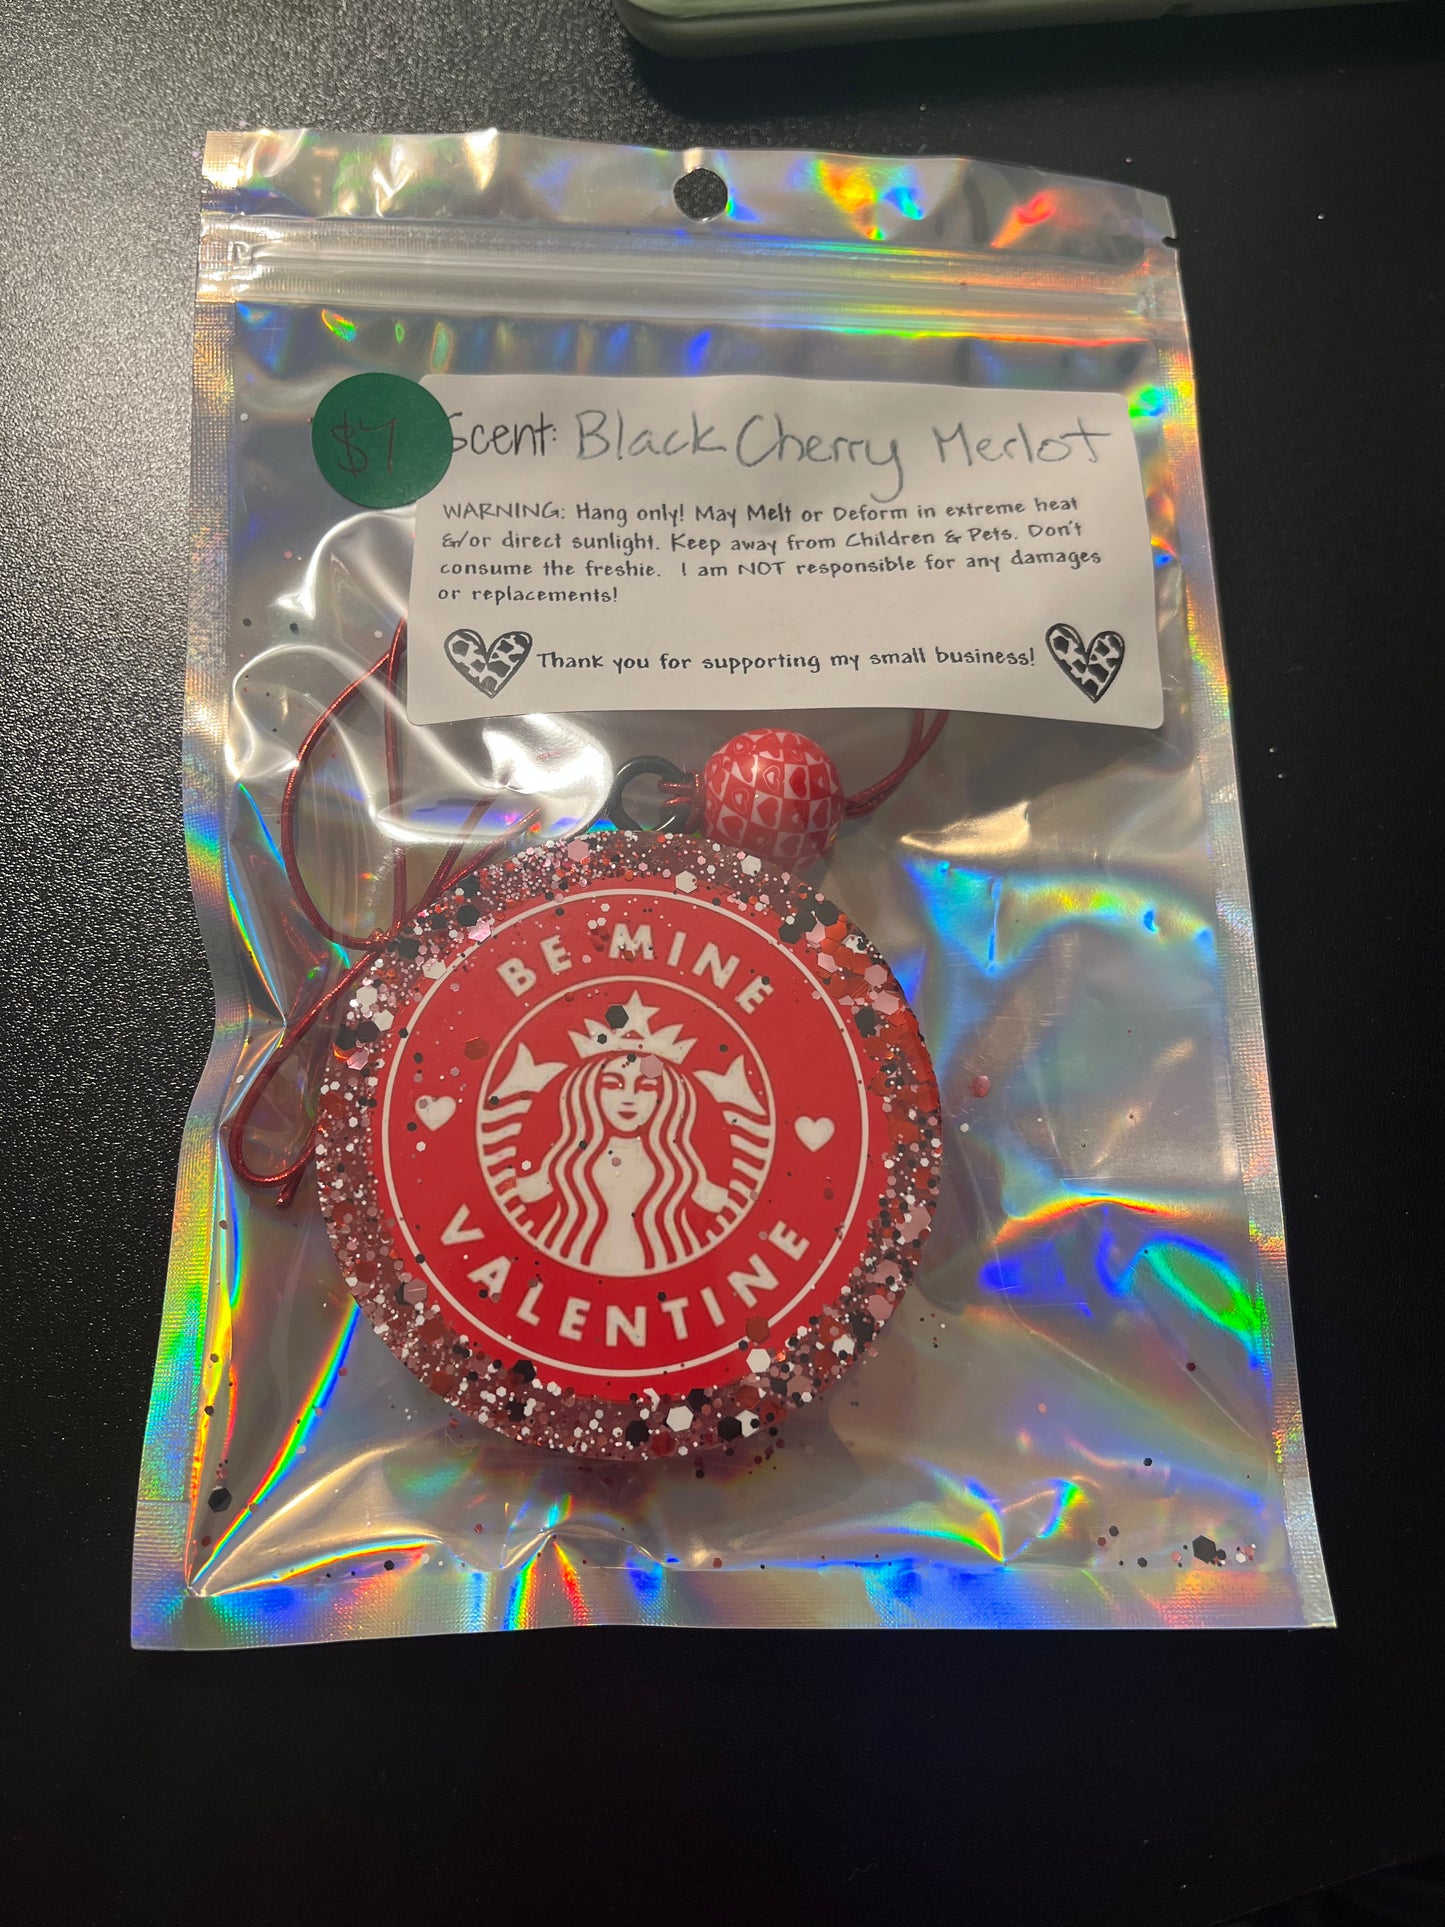 $7
Scent: Black Cherry Merlot
WARNING: Hang only! May Melt or Deform in extreme heat
&/or direct sunlight. Keep away from Children & Pets. Don't
consume the freshie. I am NOT responsible for any damages
or replacements!
Thank you for supporting my small business!
BE MINE
VALENTINE